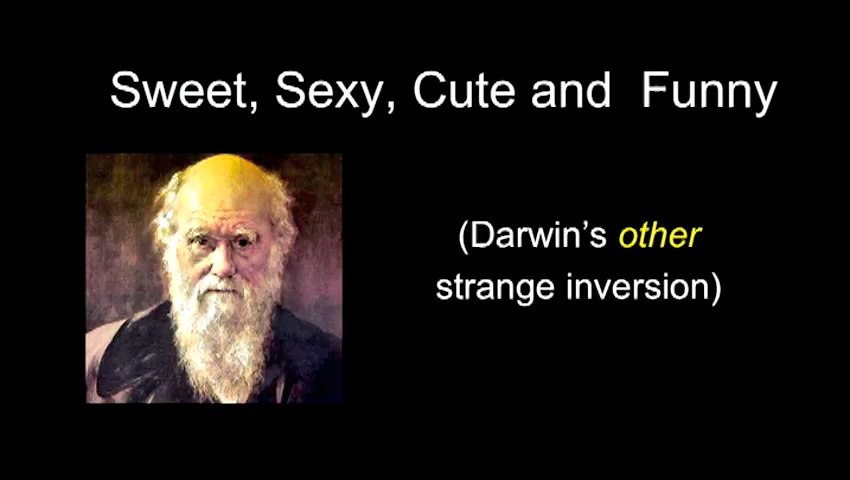 Sweet, Sexy, Cute and  Funny
(Darwin’s other
strange inversion)